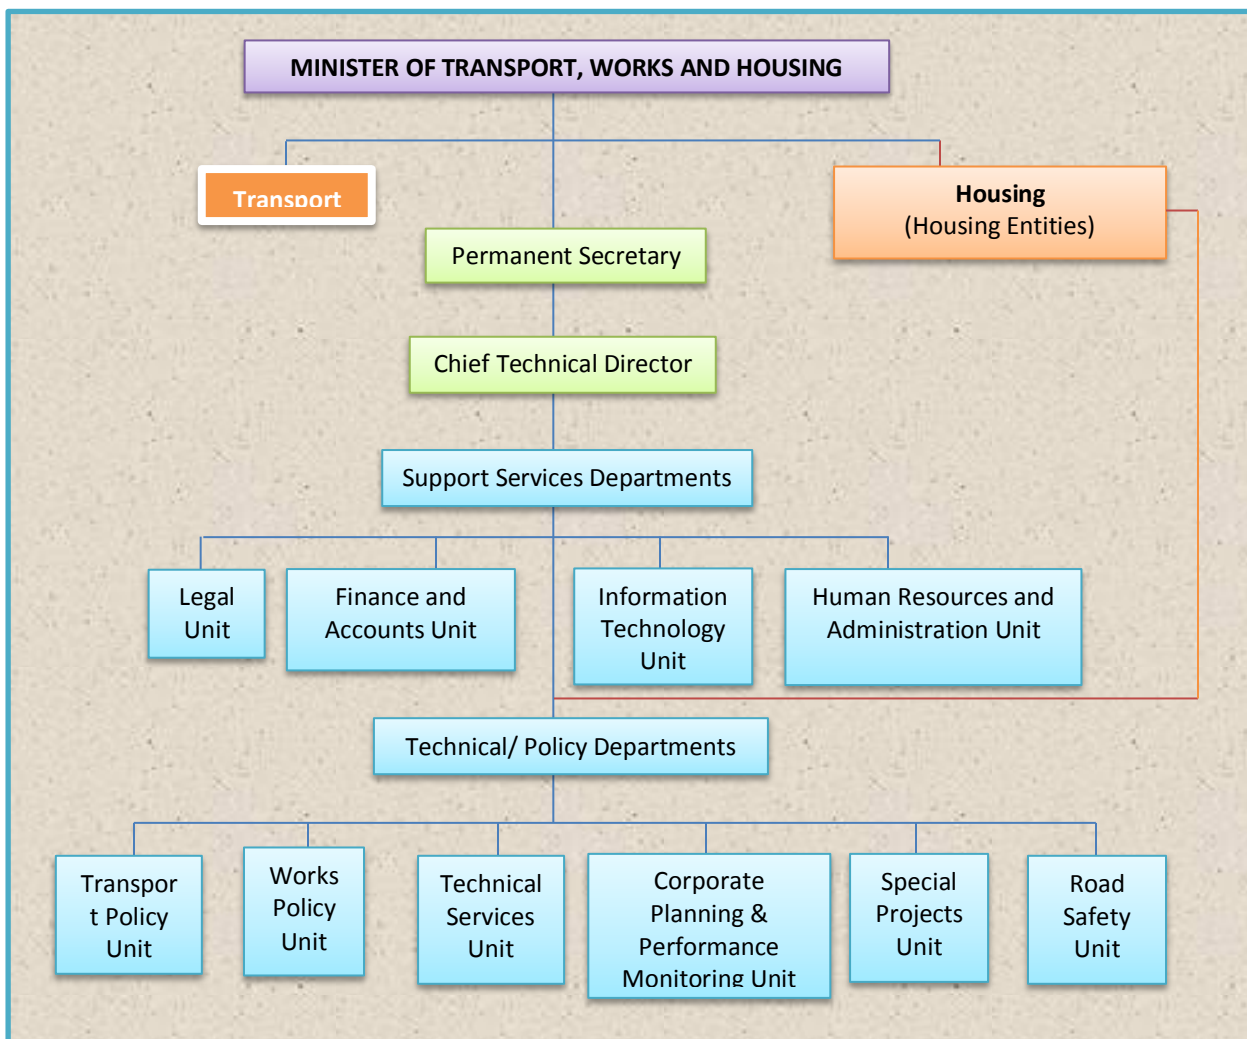 MINISTER OF TRANSPORT, WORKS AND HOUSING
Transport
Housing
(Housing Entities)
Permanent Secretary
Chief Technical Director
Support Services Departments
Legal
Unit
Finance and
Accounts Unit
Information
Technology
Unit
Human Resources and
Administration Unit
Technical/ Policy Departments
Transpor
t Policy
Unit
Works
Policy
Unit
Technical
Services
Unit
Corporate
Planning &
Performance
Monitoring Unit
Special
Projects
Unit
Road
Safety
Unit